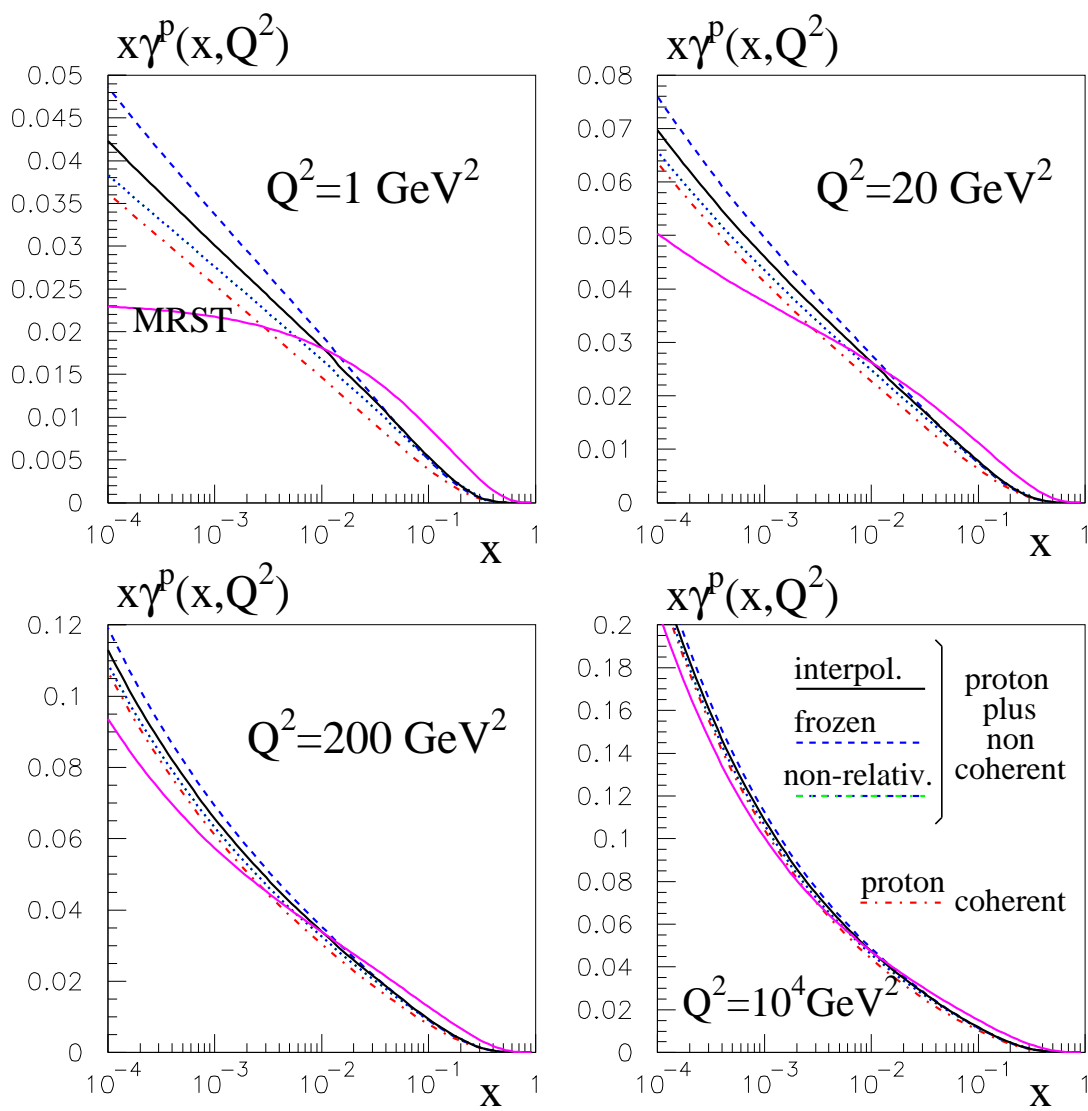 xγ^p(x,Q^2)
0.05
0.045
0.04
0.035
0.03
0.025
0.02
0.015
0.01
0.005
0
Q^2=1 GeV^2
MRST
10^-4
10^-3
10^-2
10^-1
1
x
xγ^p(x,Q^2)
0.08
0.07
0.06
0.05
0.04
0.03
0.02
0.01
0
Q^2=20 GeV^2
10^-4
10^-3
10^-2
10^-1
1
x
xγ^p(x,Q^2)
0.12
0.1
0.08
0.06
0.04
0.02
0
Q^2=200 GeV^2
10^-4
10^-3
10^-2
10^-1
1
x
xγ^p(x,Q^2)
0.2
0.18
0.16
0.14
0.12
0.1
0.08
0.06
0.04
0.02
0
interpol.
frozen
non-relativ.
proton
plus
non
coherent
proton
coherent
Q^2=10^4GeV^2
10^-4
10^-3
10^-2
10^-1
1
x